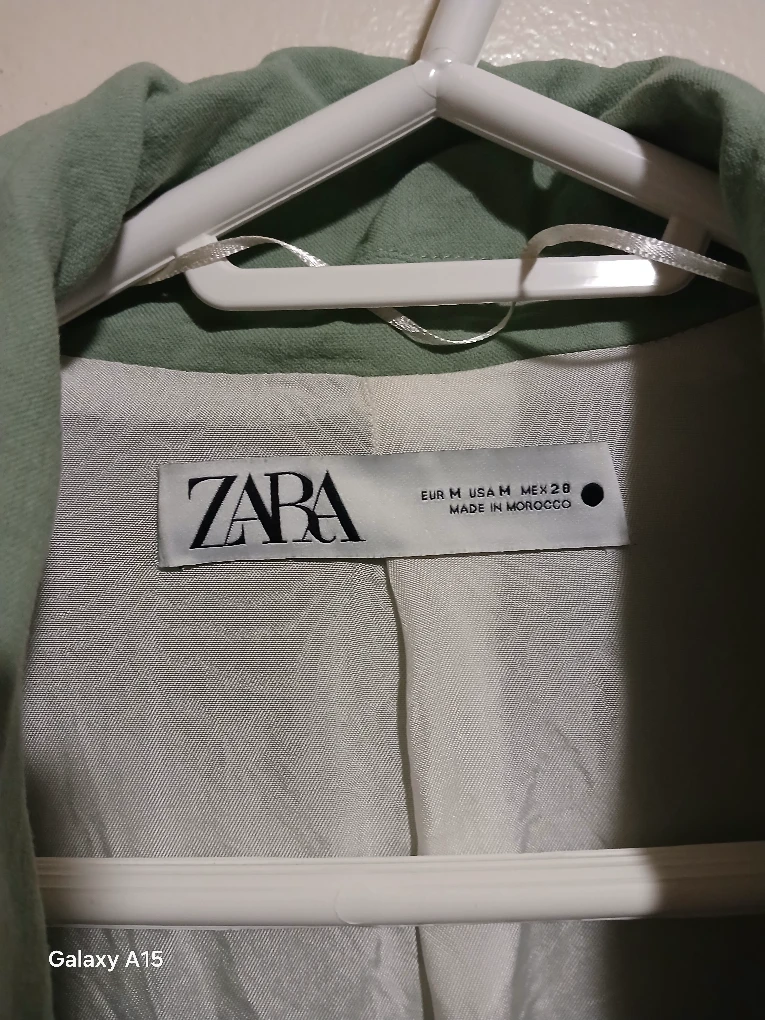 ZARA
EUR M USA M MEX 28
MADE IN MOROCCO
Galaxy A15